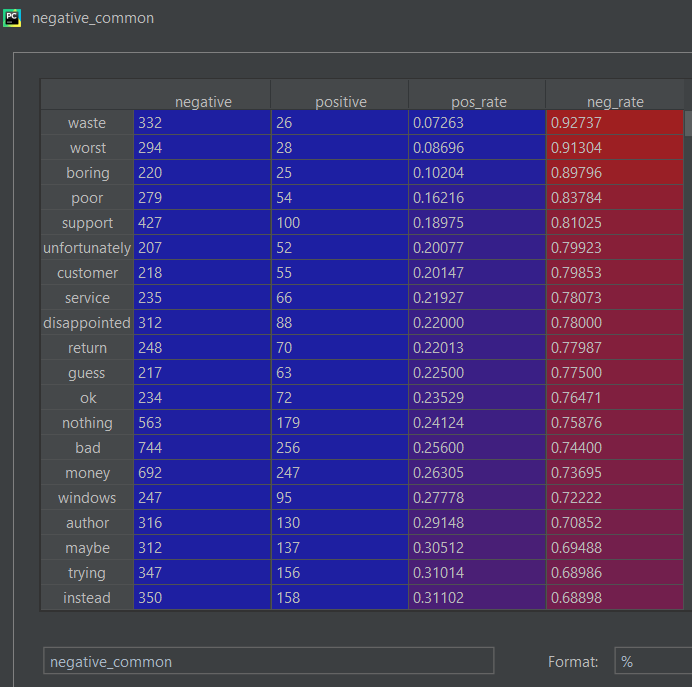 PC negative_common
negative positive pos_rate neg_rate
waste 332 26 0.07263 0.92737
worst 294 28 0.08696 0.91304
boring 220 25 0.10204 0.89796
poor 279 54 0.16216 0.83784
support 427 100 0.18975 0.81025
unfortunately 207 52 0.20077 0.79923
customer 218 55 0.20147 0.79853
service 235 66 0.21927 0.78073
disappointed 312 88 0.22000 0.78000
return 248 70 0.22013 0.77987
guess 217 63 0.22500 0.77500
ok 234 72 0.23529 0.76471
nothing 563 179 0.24124 0.75876
bad 744 256 0.25600 0.74400
money 692 247 0.26305 0.73695
windows 247 95 0.27778 0.72222
author 316 130 0.29148 0.70852
maybe 312 137 0.30512 0.69488
trying 347 156 0.31014 0.68986
instead 350 158 0.31102 0.68898
negative_common Format: %